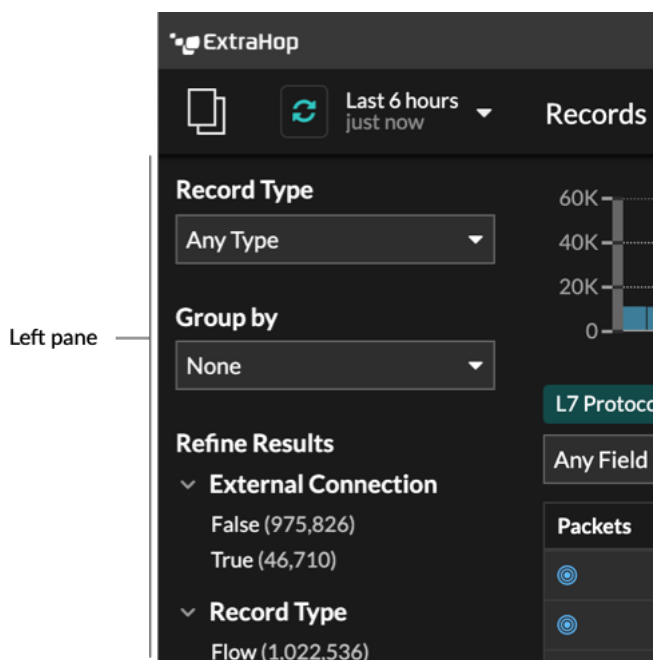 ExtraHop
Last 6 hours
just now
Records
Left pane
Record Type
Any Type
Group by
None
Refine Results
External Connection
False (975,826)
True (46,710)
Record Type
Flow (1,022,536)
60K
40K
20K
0
L7 Protoco
Any Field
Packets